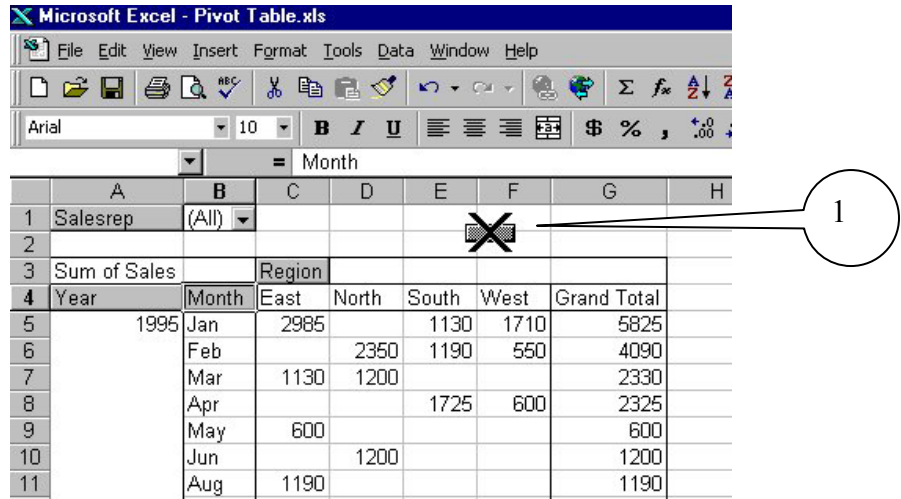 Microsoft Excel - Pivot Table.xls
File Edit View Insert Format Tools Data Window Help
ABC Σ fx A Z
Arial 10 B I U $ % , .00
= Month
A B C D E F G H
1 Salesrep (All)
1
2
3 Sum of Sales Region
4 Year Month East North South West Grand Total
5 1995 Jan 2985 1130 1710 5825
6 Feb 2350 1190 550 4090
7 Mar 1130 1200 2330
8 Apr 1725 600 2325
9 May 600 600
10 Jun 1200 1200
11 Aug 1190 1190